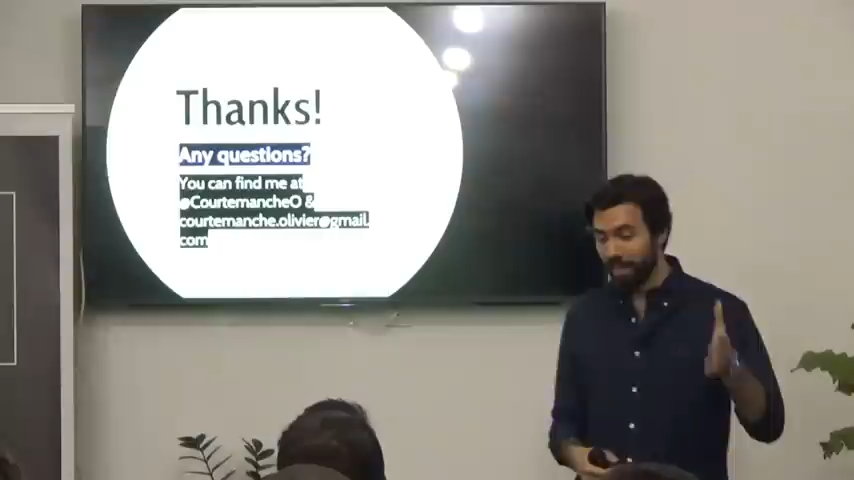 Thanks!
Any questions?
You can find me at
@CourtemancheO &
courtemanche.olivier@gmail.
com